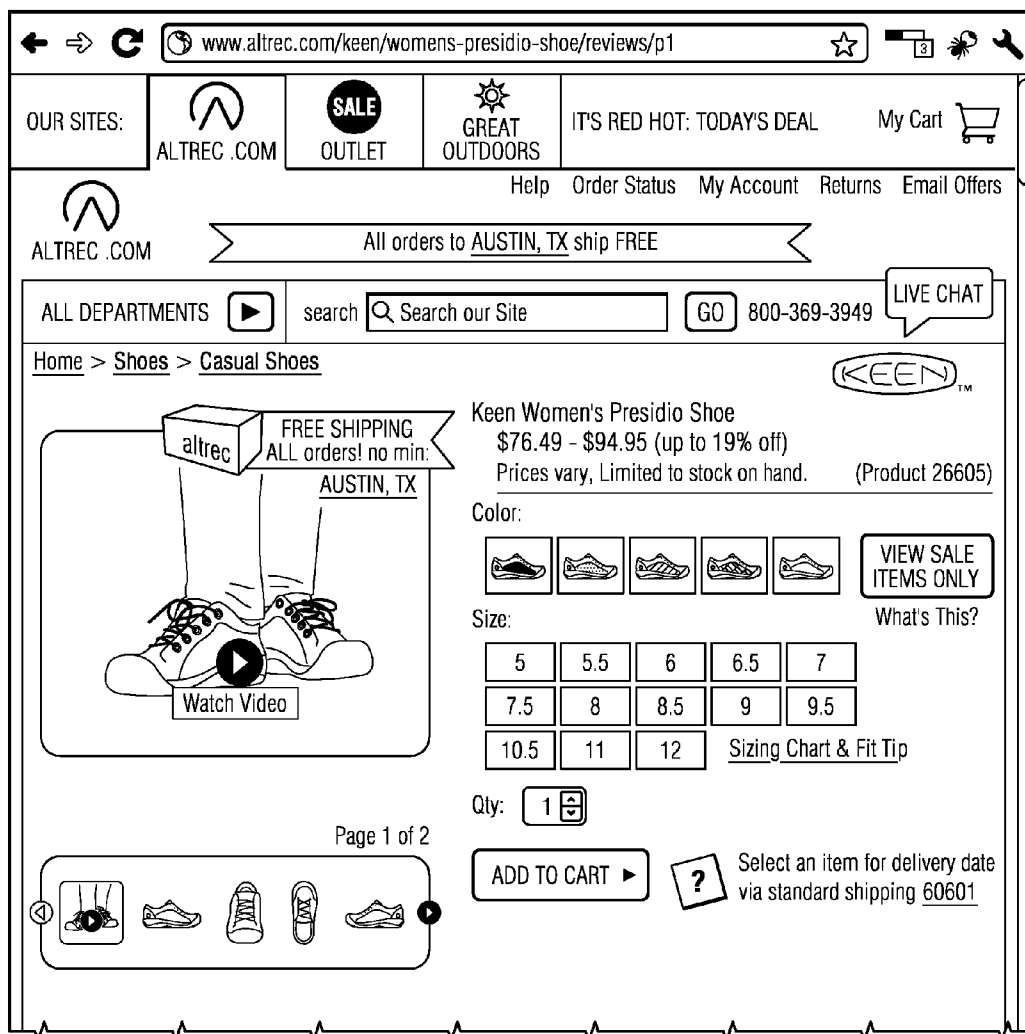 www.altrec.com/keen/womens-presidio-shoe/reviews/p1
3
OUR SITES:
ALTREC .COM
SALE
OUTLET
GREAT
OUTDOORS
IT'S RED HOT: TODAY'S DEAL
My Cart
Help Order Status My Account Returns Email Offers
ALTREC .COM
All orders to AUSTIN, TX ship FREE
ALL DEPARTMENTS
search
Search our Site
GO
800-369-3949
LIVE CHAT
Home > Shoes > Casual Shoes
KEEN TM
altrec
FREE SHIPPING
ALL orders! no min:
AUSTIN, TX
Watch Video
Keen Women's Presidio Shoe
$76.49 - $94.95 (up to 19% off)
Prices vary, Limited to stock on hand. (Product 26605)
Color:
VIEW SALE
ITEMS ONLY
What's This?
Size:
5 5.5 6 6.5 7
7.5 8 8.5 9 9.5
10.5 11 12 Sizing Chart & Fit Tip
Qty: 1
Page 1 of 2
ADD TO CART
?
Select an item for delivery date
via standard shipping 60601